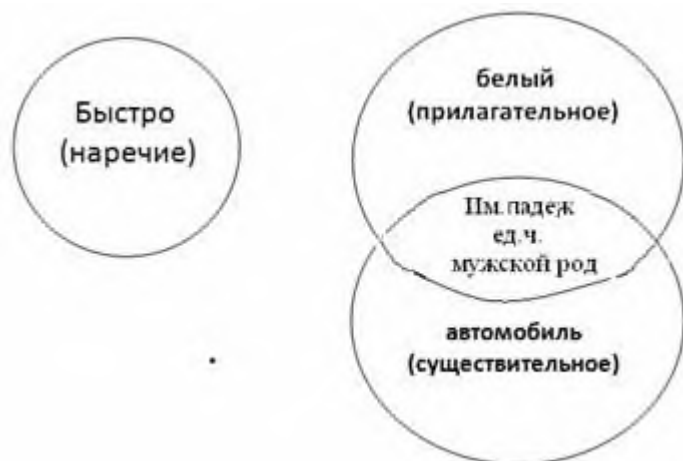 Быстро
(наречие)
белый
(прилагательное)
Им.падеж
ед.ч.
мужской род
автомобиль
(существительное)